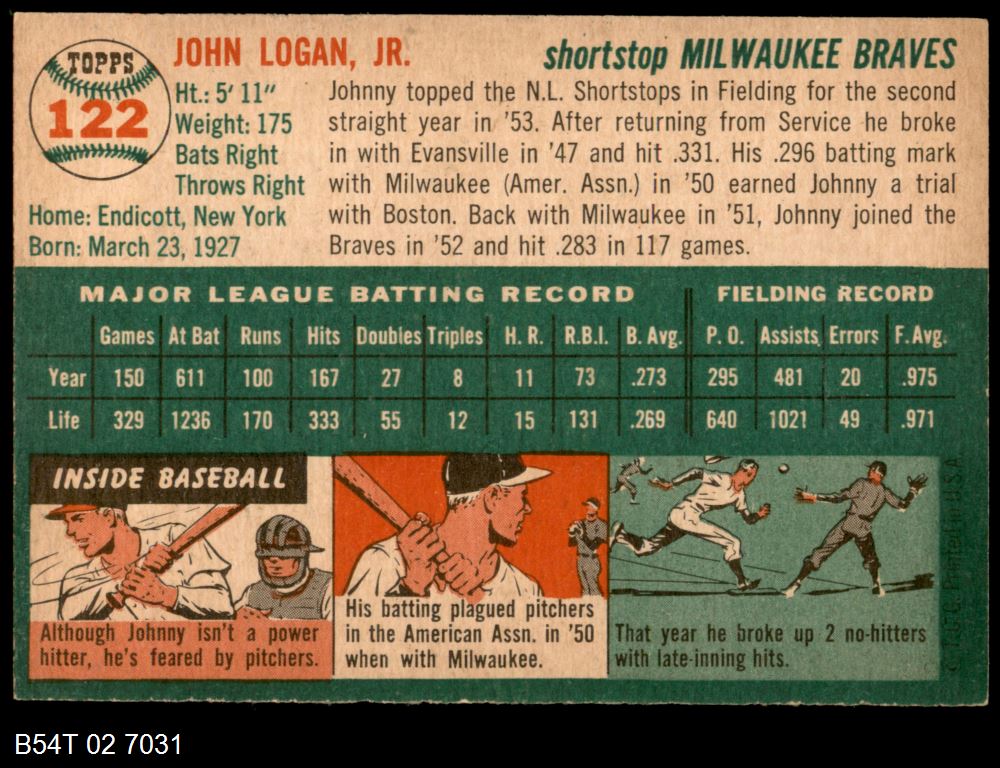 TOPPS
122
JOHN LOGAN, JR.
shortstop MILWAUKEE BRAVES
Ht.: 5' 11"
Weight: 175
Bats Right
Throws Right
Home: Endicott, New York
Born: March 23, 1927
Johnny topped the N.L. Shortstops in Fielding for the second
straight year in '53. After returning from Service he broke
in with Evansville in '47 and hit .331. His .296 batting mark
with Milwaukee (Amer. Assn.) in '50 earned Johnny a trial
with Boston. Back with Milwaukee in '51, Johnny joined the
Braves in '52 and hit .283 in 117 games.
MAJOR LEAGUE BATTING RECORD FIELDING RECORD
Games At Bat Runs Hits Doubles Triples H. R. R.B.I. B. Avg. P. O. Assists Errors F. Avg.
Year 150 611 100 167 27 8 11 73 .273 295 481 20 .975
Life 329 1236 170 333 55 12 15 131 .269 640 1021 49 .971
INSIDE BASEBALL
Although Johnny isn't a power
hitter, he's feared by pitchers.
His batting plagued pitchers
in the American Assn. in '50
when with Milwaukee.
That year he broke up 2 no-hitters
with late-inning hits.
T.C.G. Printed in U.S.A.
B54T 02 7031